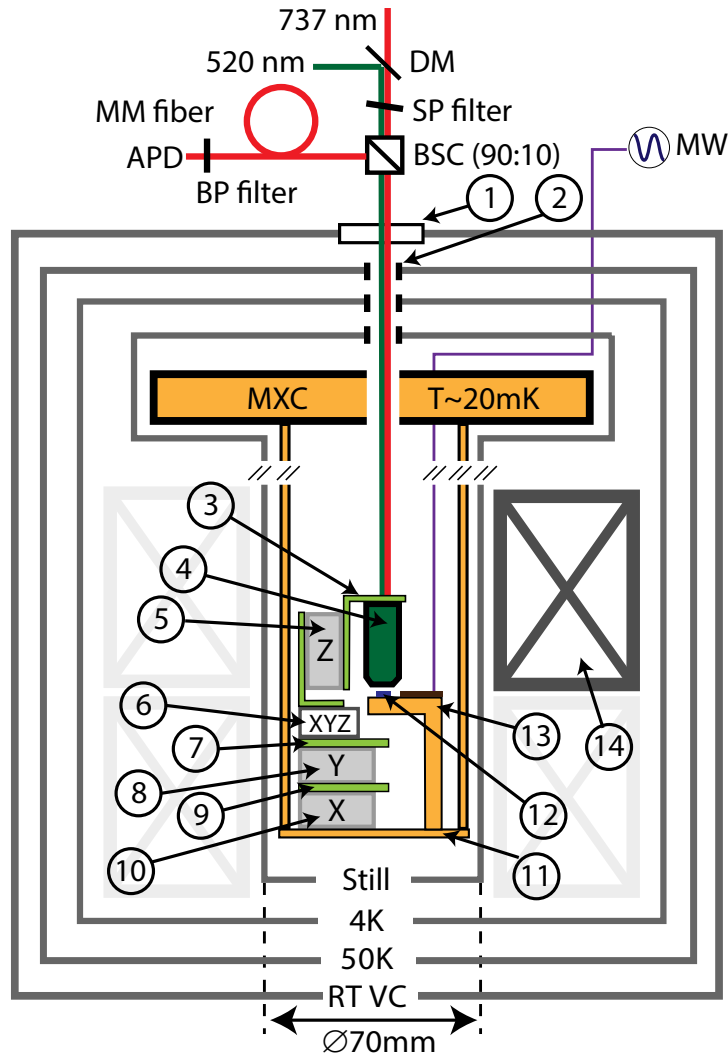 737 nm
520 nm
DM
MM fiber
SP filter
APD
BSC (90:10)
MW
BP filter
1
2
MXC
T~20mK
3
4
5
Z
6
XYZ
7
13
14
8
Y
9
12
X
10
11
Still
4K
50K
RT VC
∅70mm